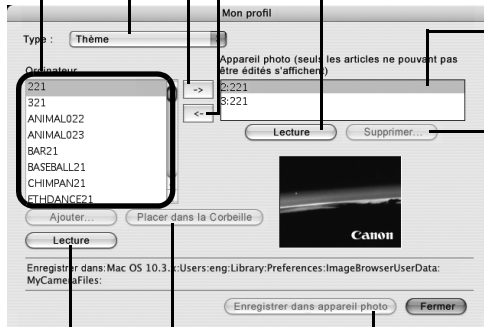 Mon profil
Type : Thème
Appareil photo (seuls les articles ne pouvant pas
être édités s'affichent)
Ordinateur
221
321
ANIMAL022
ANIMAL023
BAR21
BASEBALL21
CHIMPAN21
ETHDANCE21
->
<-
2:221
3:221
Lecture
Supprimer...
Ajouter...
Placer dans la Corbeille
Lecture
Canon
Enregistrer dans:Mac OS 10.3.x:Users:eng:Library:Preferences:ImageBrowserUserData:
MyCameraFiles:
Enregistrer dans appareil photo
Fermer